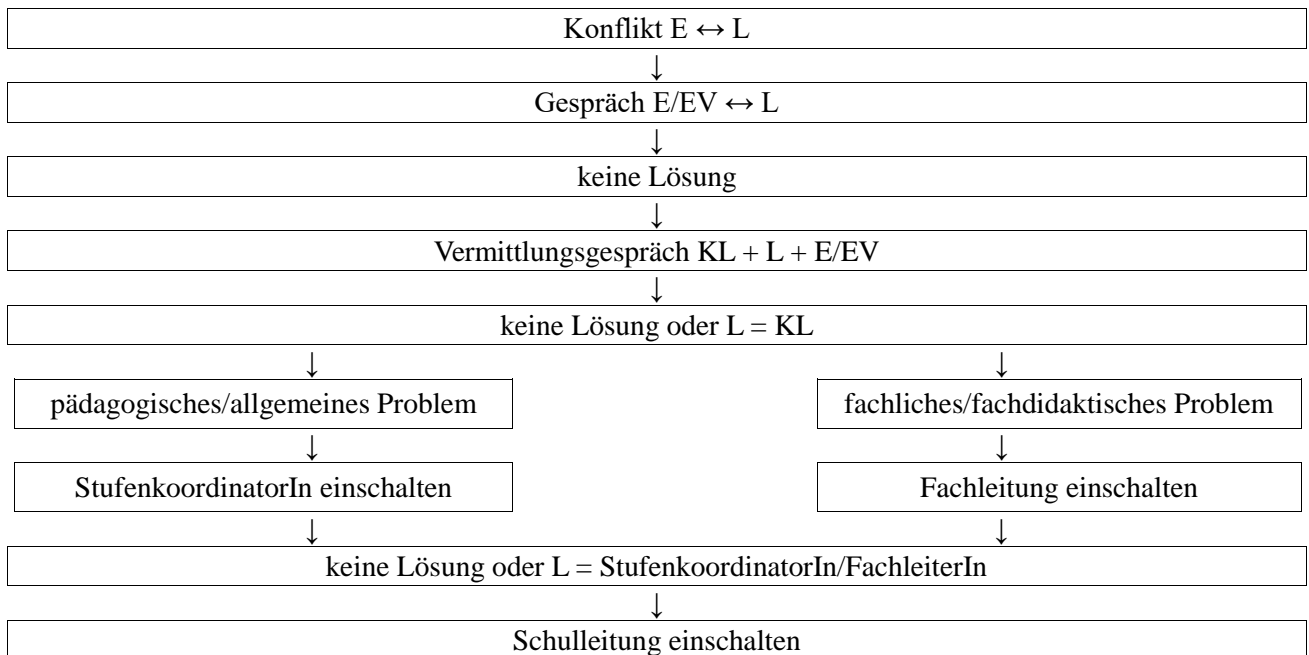 Konflikt E ↔ L
↓
Gespräch E/EV ↔ L
↓
keine Lösung
↓
Vermittlungsgespräch KL + L + E/EV
↓
keine Lösung oder L = KL
↓ ↓
pädagogisches/allgemeines Problem fachliches/fachdidaktisches Problem
↓ ↓
StufenkoordinatorIn einschalten Fachleitung einschalten
↓ ↓
keine Lösung oder L = StufenkoordinatorIn/FachleiterIn
↓
Schulleitung einschalten